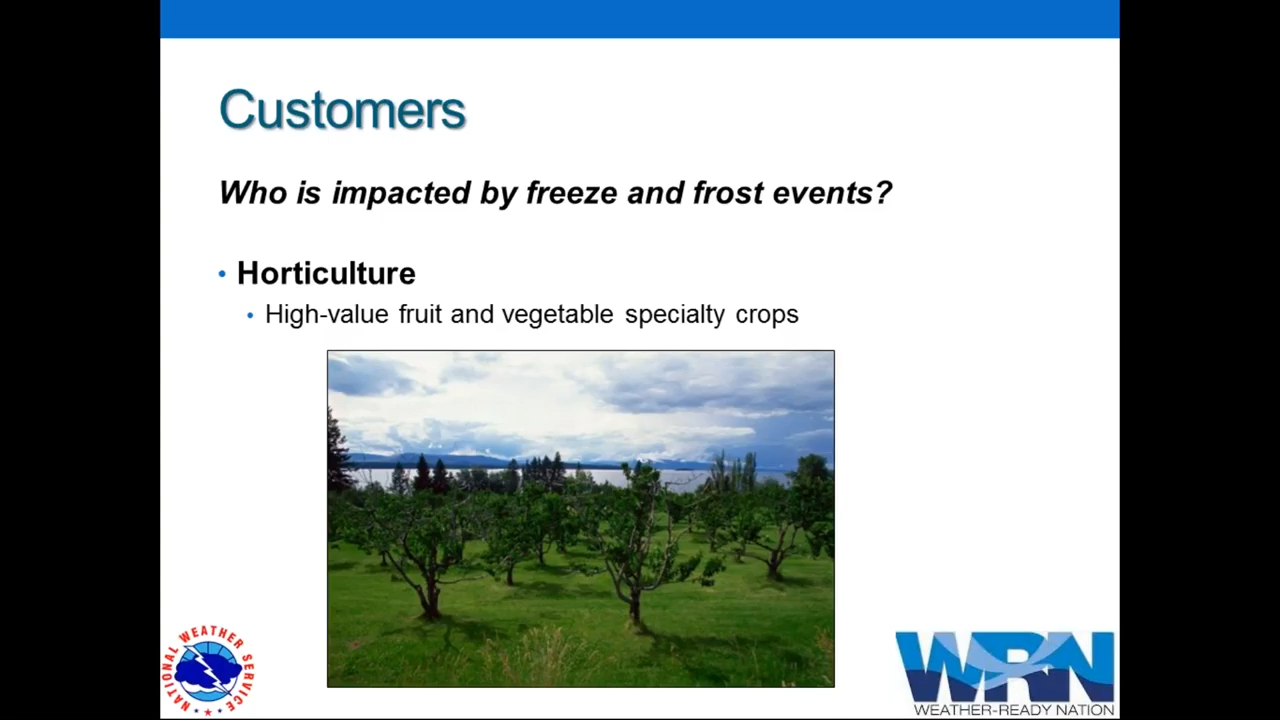 Customers
Who is impacted by freeze and frost events?
• Horticulture
• High-value fruit and vegetable specialty crops
NATIONAL WEATHER SERVICE
WRN
WEATHER-READY NATION